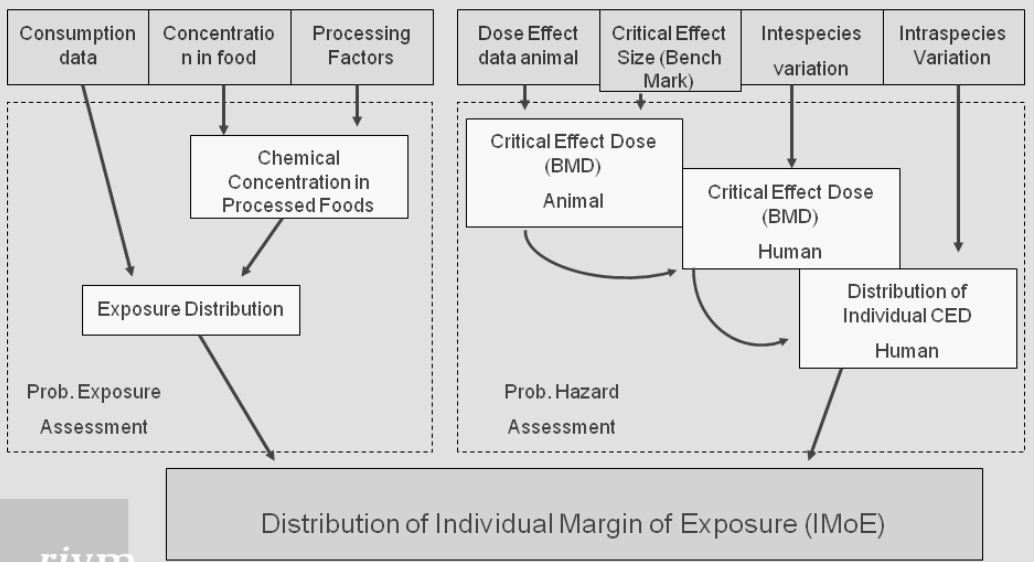 Consumption
data
Concentratio
n in food
Processing
Factors
Dose Effect
data animal
Critical Effect
Size (Bench
Mark)
Intespecies
variation
Intraspecies
Variation
Chemical
Concentration in
Processed Foods
Exposure Distribution
Prob. Exposure
Assessment
Critical Effect Dose
(BMD)
Animal
Critical Effect Dose
(BMD)
Human
Distribution of
Individual CED
Human
Prob. Hazard
Assessment
Distribution of Individual Margin of Exposure (IMoE)
rivm